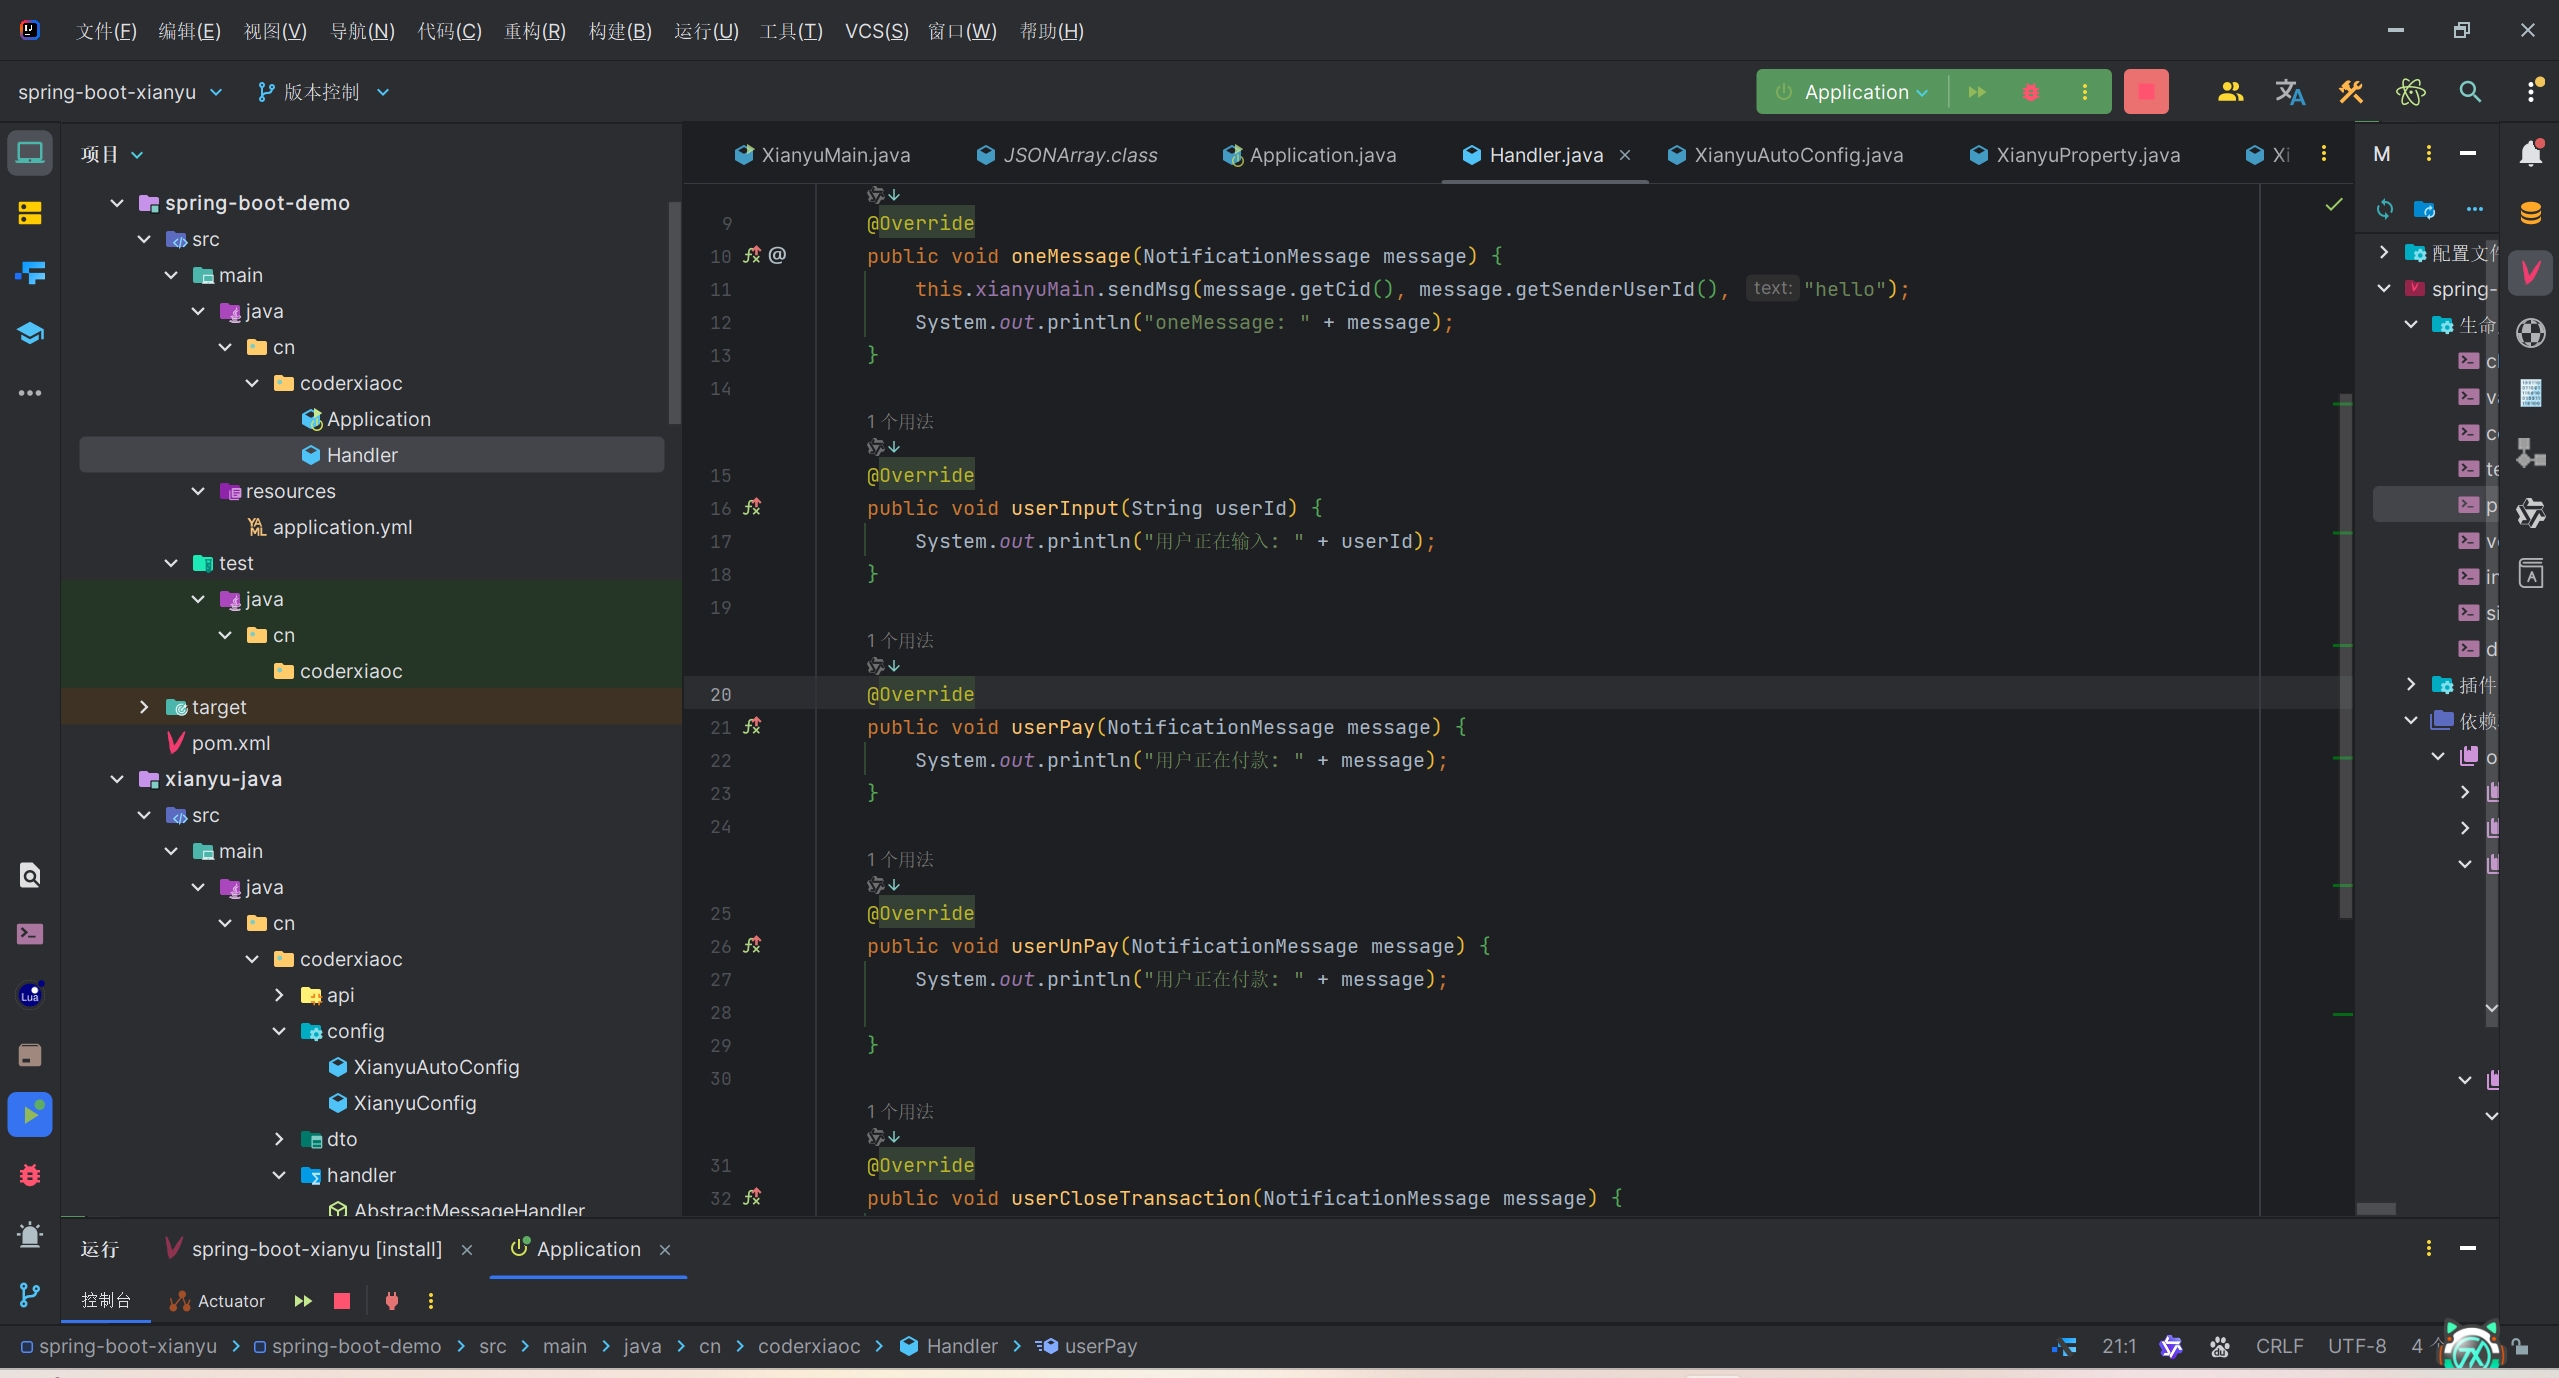 文件(F) 编辑(E) 视图(V) 导航(N) 代码(C) 重构(R) 构建(B) 运行(U) 工具(T) VCS(S) 窗口(W) 帮助(H)
spring-boot-xianyu 版本控制 Application
项目
spring-boot-demo
src
main
java
cn
coderxiaoc
Application
Handler
resources
application.yml
test
java
cn
coderxiaoc
target
pom.xml
xianyu-java
src
main
java
cn
coderxiaoc
api
config
XianyuAutoConfig
XianyuConfig
dto
handler
AbstractMessageHandler
XianyuMain.java JSONArray.class Application.java Handler.java XianyuAutoConfig.java XianyuProperty.java Xi
9 @Override
10 public void oneMessage(NotificationMessage message) {
11 this.xianyuMain.sendMsg(message.getCid(), message.getSenderUserId(), text: "hello");
12 System.out.println("oneMessage: " + message);
13 }
14
1 个用法
15 @Override
16 public void userInput(String userId) {
17 System.out.println("用户正在输入: " + userId);
18 }
19
1 个用法
20 @Override
21 public void userPay(NotificationMessage message) {
22 System.out.println("用户正在付款: " + message);
23 }
24
1 个用法
25 @Override
26 public void userUnPay(NotificationMessage message) {
27 System.out.println("用户正在付款: " + message);
28
29 }
30
1 个用法
31 @Override
32 public void userCloseTransaction(NotificationMessage message) {
M
配置文件
spring-
生命
c
va
c
te
p
ve
in
si
d
插件
依赖
o
运行 spring-boot-xianyu [install] Application
控制台 Actuator
spring-boot-xianyu spring-boot-demo src main java cn coderxiaoc Handler userPay 21:1 CRLF UTF-8 4 个